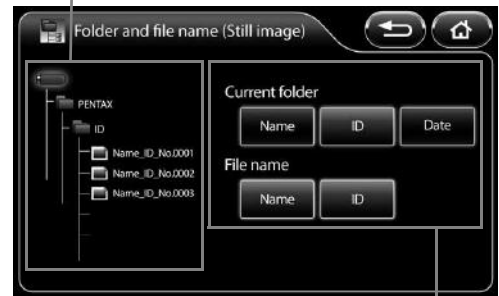 Folder and file name (Still image)
PENTAX
ID
Name_ID_No.0001
Name_ID_No.0002
Name_ID_No.0003
Current folder
Name ID Date
File name
Name ID